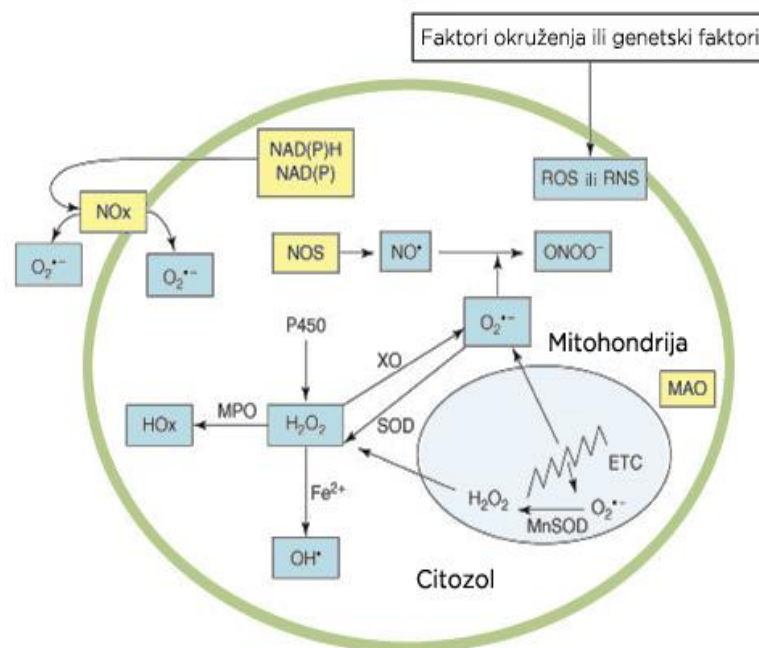 Faktori okruženja ili genetski faktori
NAD(P)H
NAD(P)
ROS ili RNS
NOx
O₂•−
O₂•−
NOS
NO•
ONOO⁻
P450
O₂•−
Mitohondrija
XO
MAO
HOx
MPO
H₂O₂
SOD
ETC
Fe²⁺
H₂O₂
O₂•−
MnSOD
OH•
Citozol